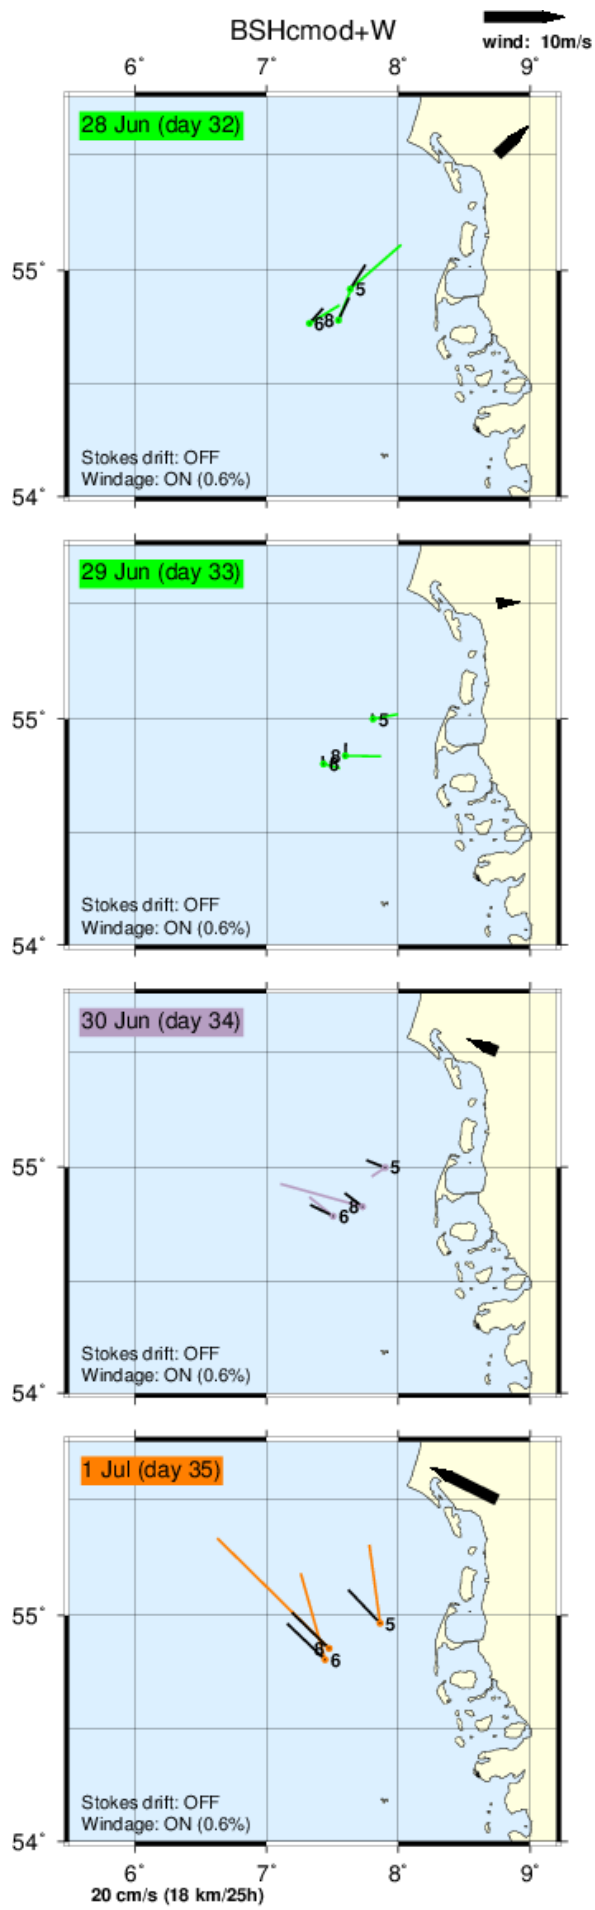 BSHcmod+W
wind: 10m/s
6° 7° 8° 9°
28 Jun (day 32)
55°
5
6 8
Stokes drift: OFF
Windage: ON (0.6%)
54°
29 Jun (day 33)
55°
5
8
6
Stokes drift: OFF
Windage: ON (0.6%)
54°
30 Jun (day 34)
55°
5
8
6
Stokes drift: OFF
Windage: ON (0.6%)
54°
1 Jul (day 35)
55°
5
8
6
Stokes drift: OFF
Windage: ON (0.6%)
54°
6° 7° 8° 9°
20 cm/s (18 km/25h)